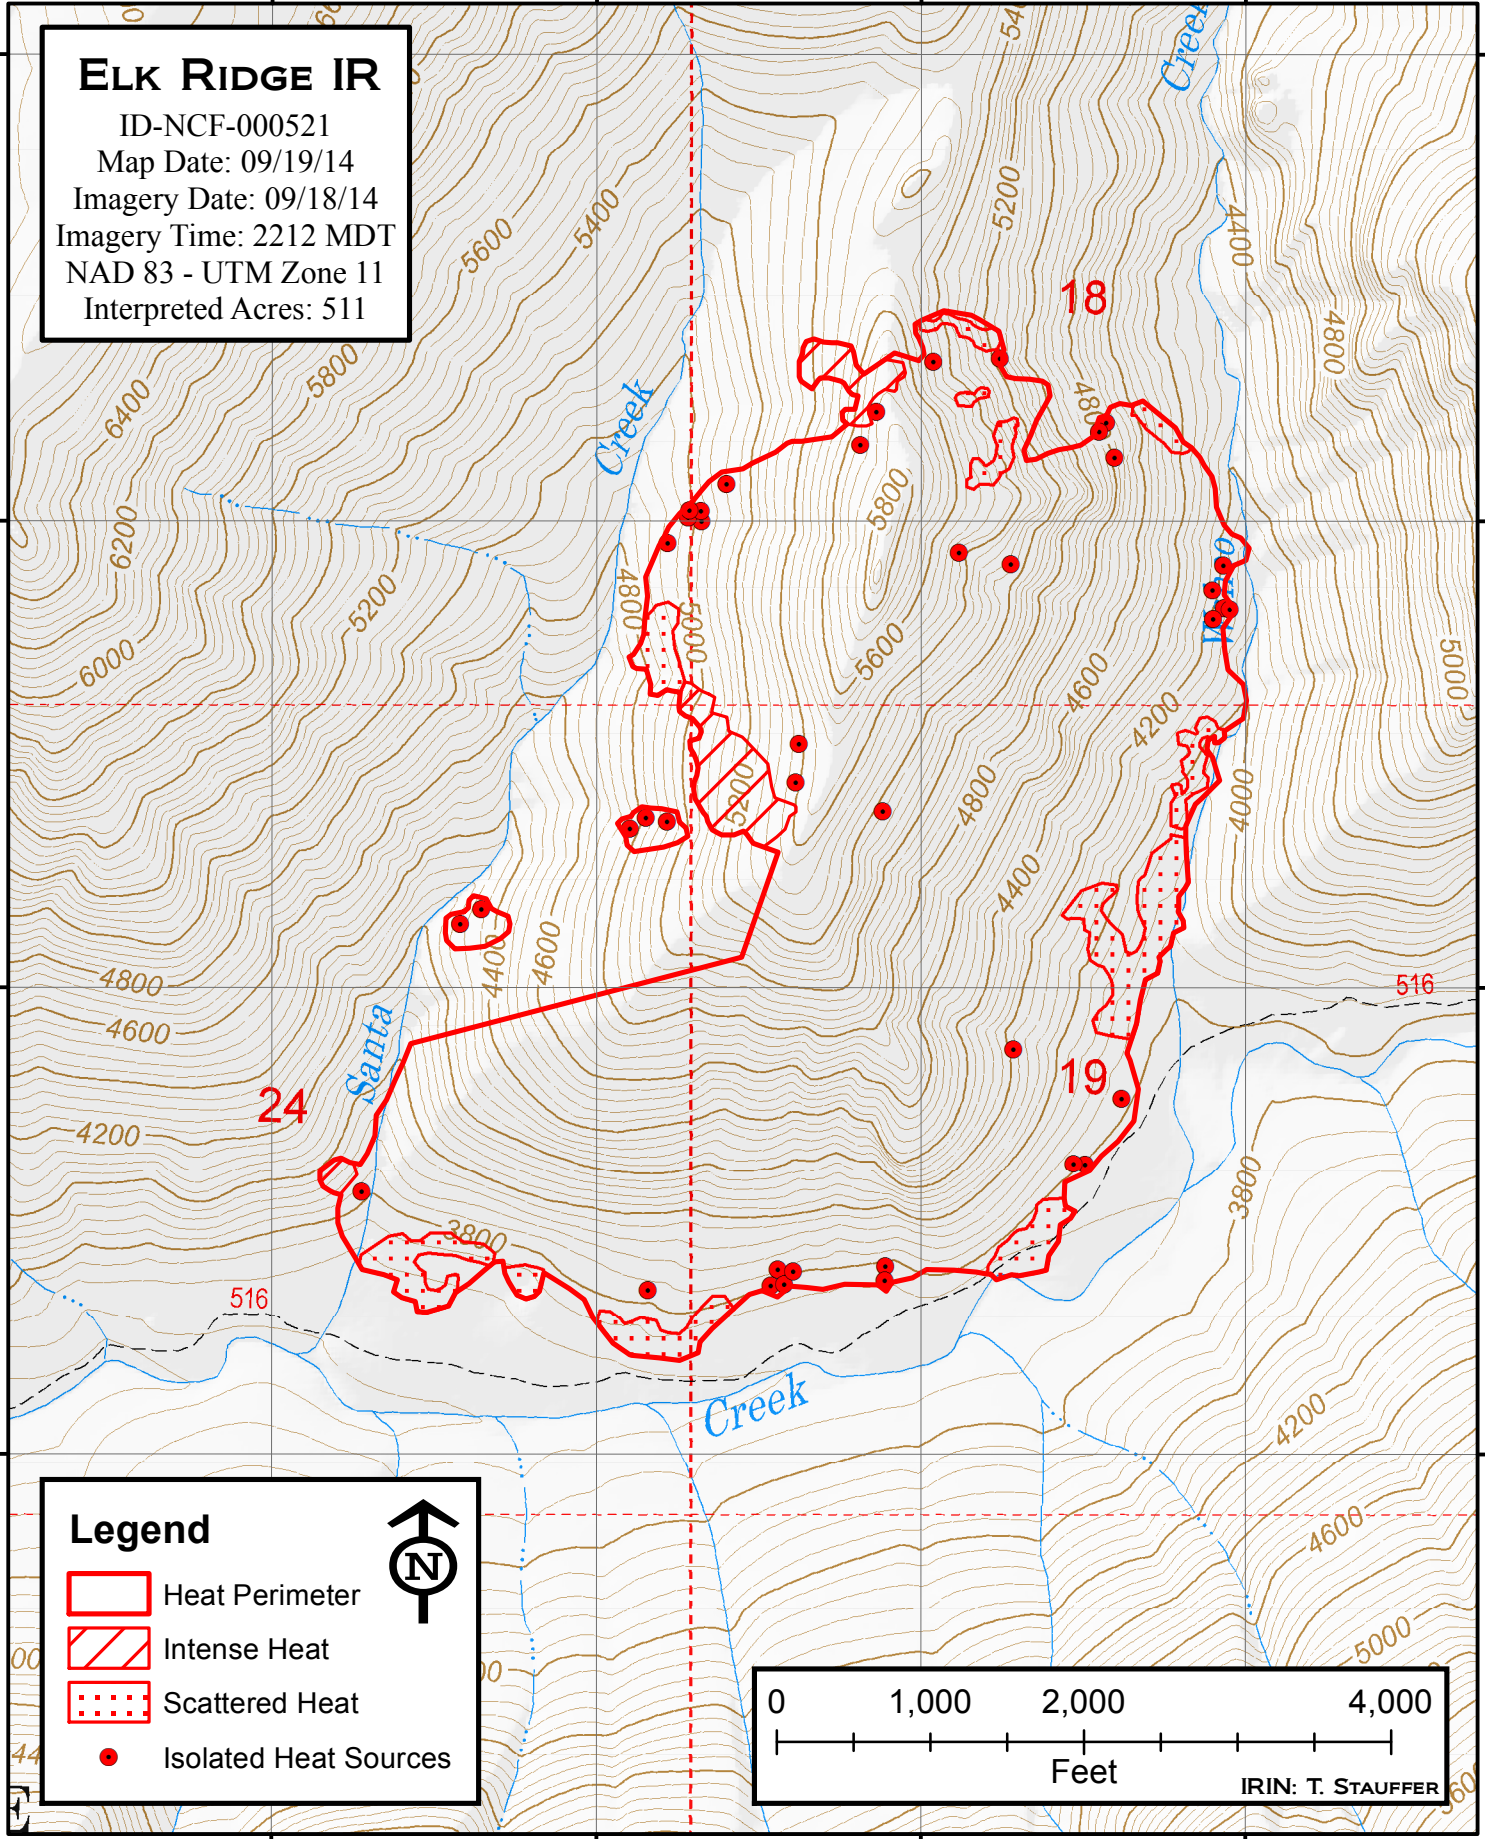 ELK RIDGE IR
ID-NCF-000521
Map Date: 09/19/14
Imagery Date: 09/18/14
Imagery Time: 2212 MDT
NAD 83 - UTM Zone 11
Interpreted Acres: 511
Creek
5200
4400
5400
5600
18
4800
5800
6400
Creek
480
5800
6200
5200
4800
5000
5600
6000
4600
5000
4200
4800
5200
4000
4400
4400
4600
4800
516
4600
Santa
19
24
4200
3800
3800
516
Creek
4200
4600
5000
Legend
N
Heat Perimeter
Intense Heat
Scattered Heat
Isolated Heat Sources
0 1,000 2,000 4,000
Feet
IRIN: T. STAUFFER